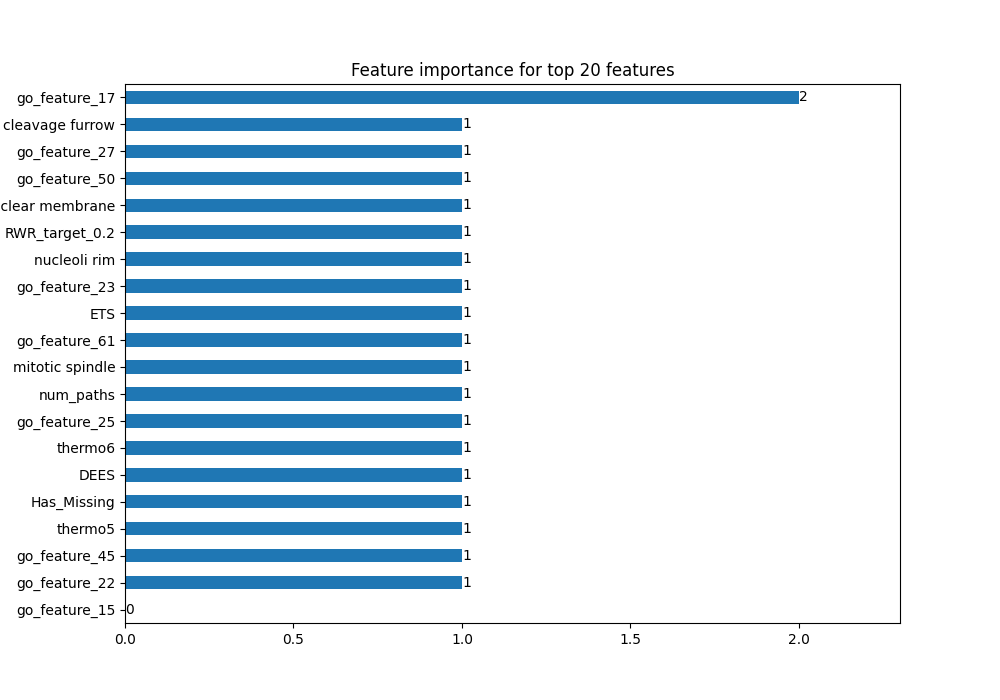 Feature importance for top 20 features
go_feature_17 2
cleavage furrow 1
go_feature_27 1
go_feature_50 1
clear membrane 1
RWR_target_0.2 1
nucleoli rim 1
go_feature_23 1
ETS 1
go_feature_61 1
mitotic spindle 1
num_paths 1
go_feature_25 1
thermo6 1
DEES 1
Has_Missing 1
thermo5 1
go_feature_45 1
go_feature_22 1
go_feature_15 0
0.0 0.5 1.0 1.5 2.0